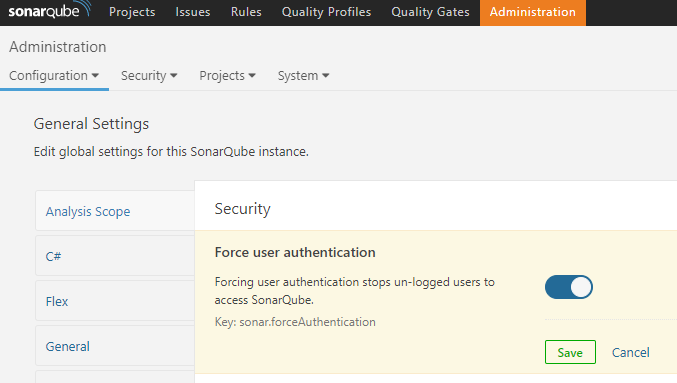 sonarqube Projects Issues Rules Quality Profiles Quality Gates Administration
Administration
Configuration Security Projects System
General Settings
Edit global settings for this SonarQube instance.
Analysis Scope
C#
Flex
General
Security
Force user authentication
Forcing user authentication stops un-logged users to
access SonarQube.
Key: sonar.forceAuthentication
Save Cancel